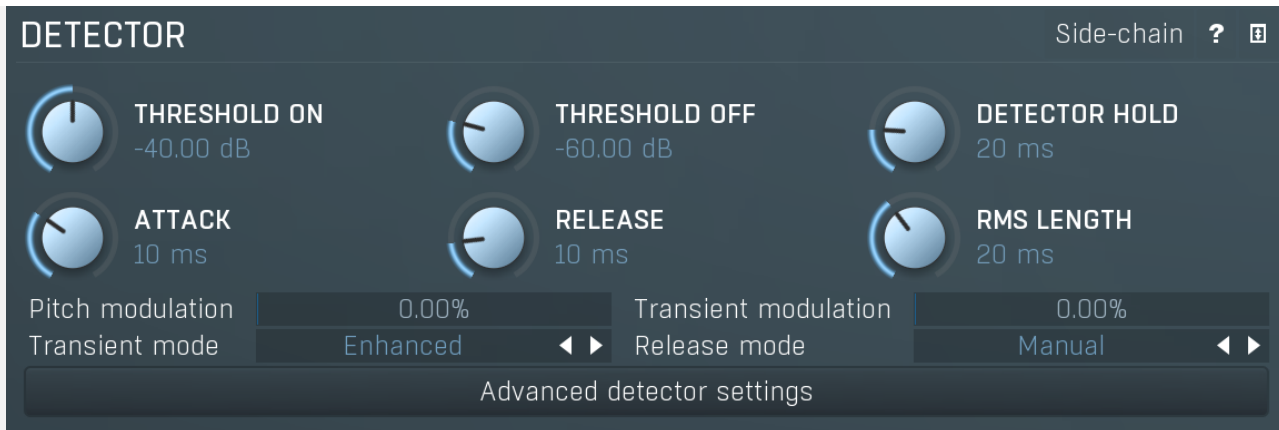 DETECTOR Side-chain ?
THRESHOLD ON THRESHOLD OFF DETECTOR HOLD
-40.00 dB -60.00 dB 20 ms
ATTACK RELEASE RMS LENGTH
10 ms 10 ms 20 ms
Pitch modulation 0.00% Transient modulation 0.00%
Transient mode Enhanced Release mode Manual
Advanced detector settings